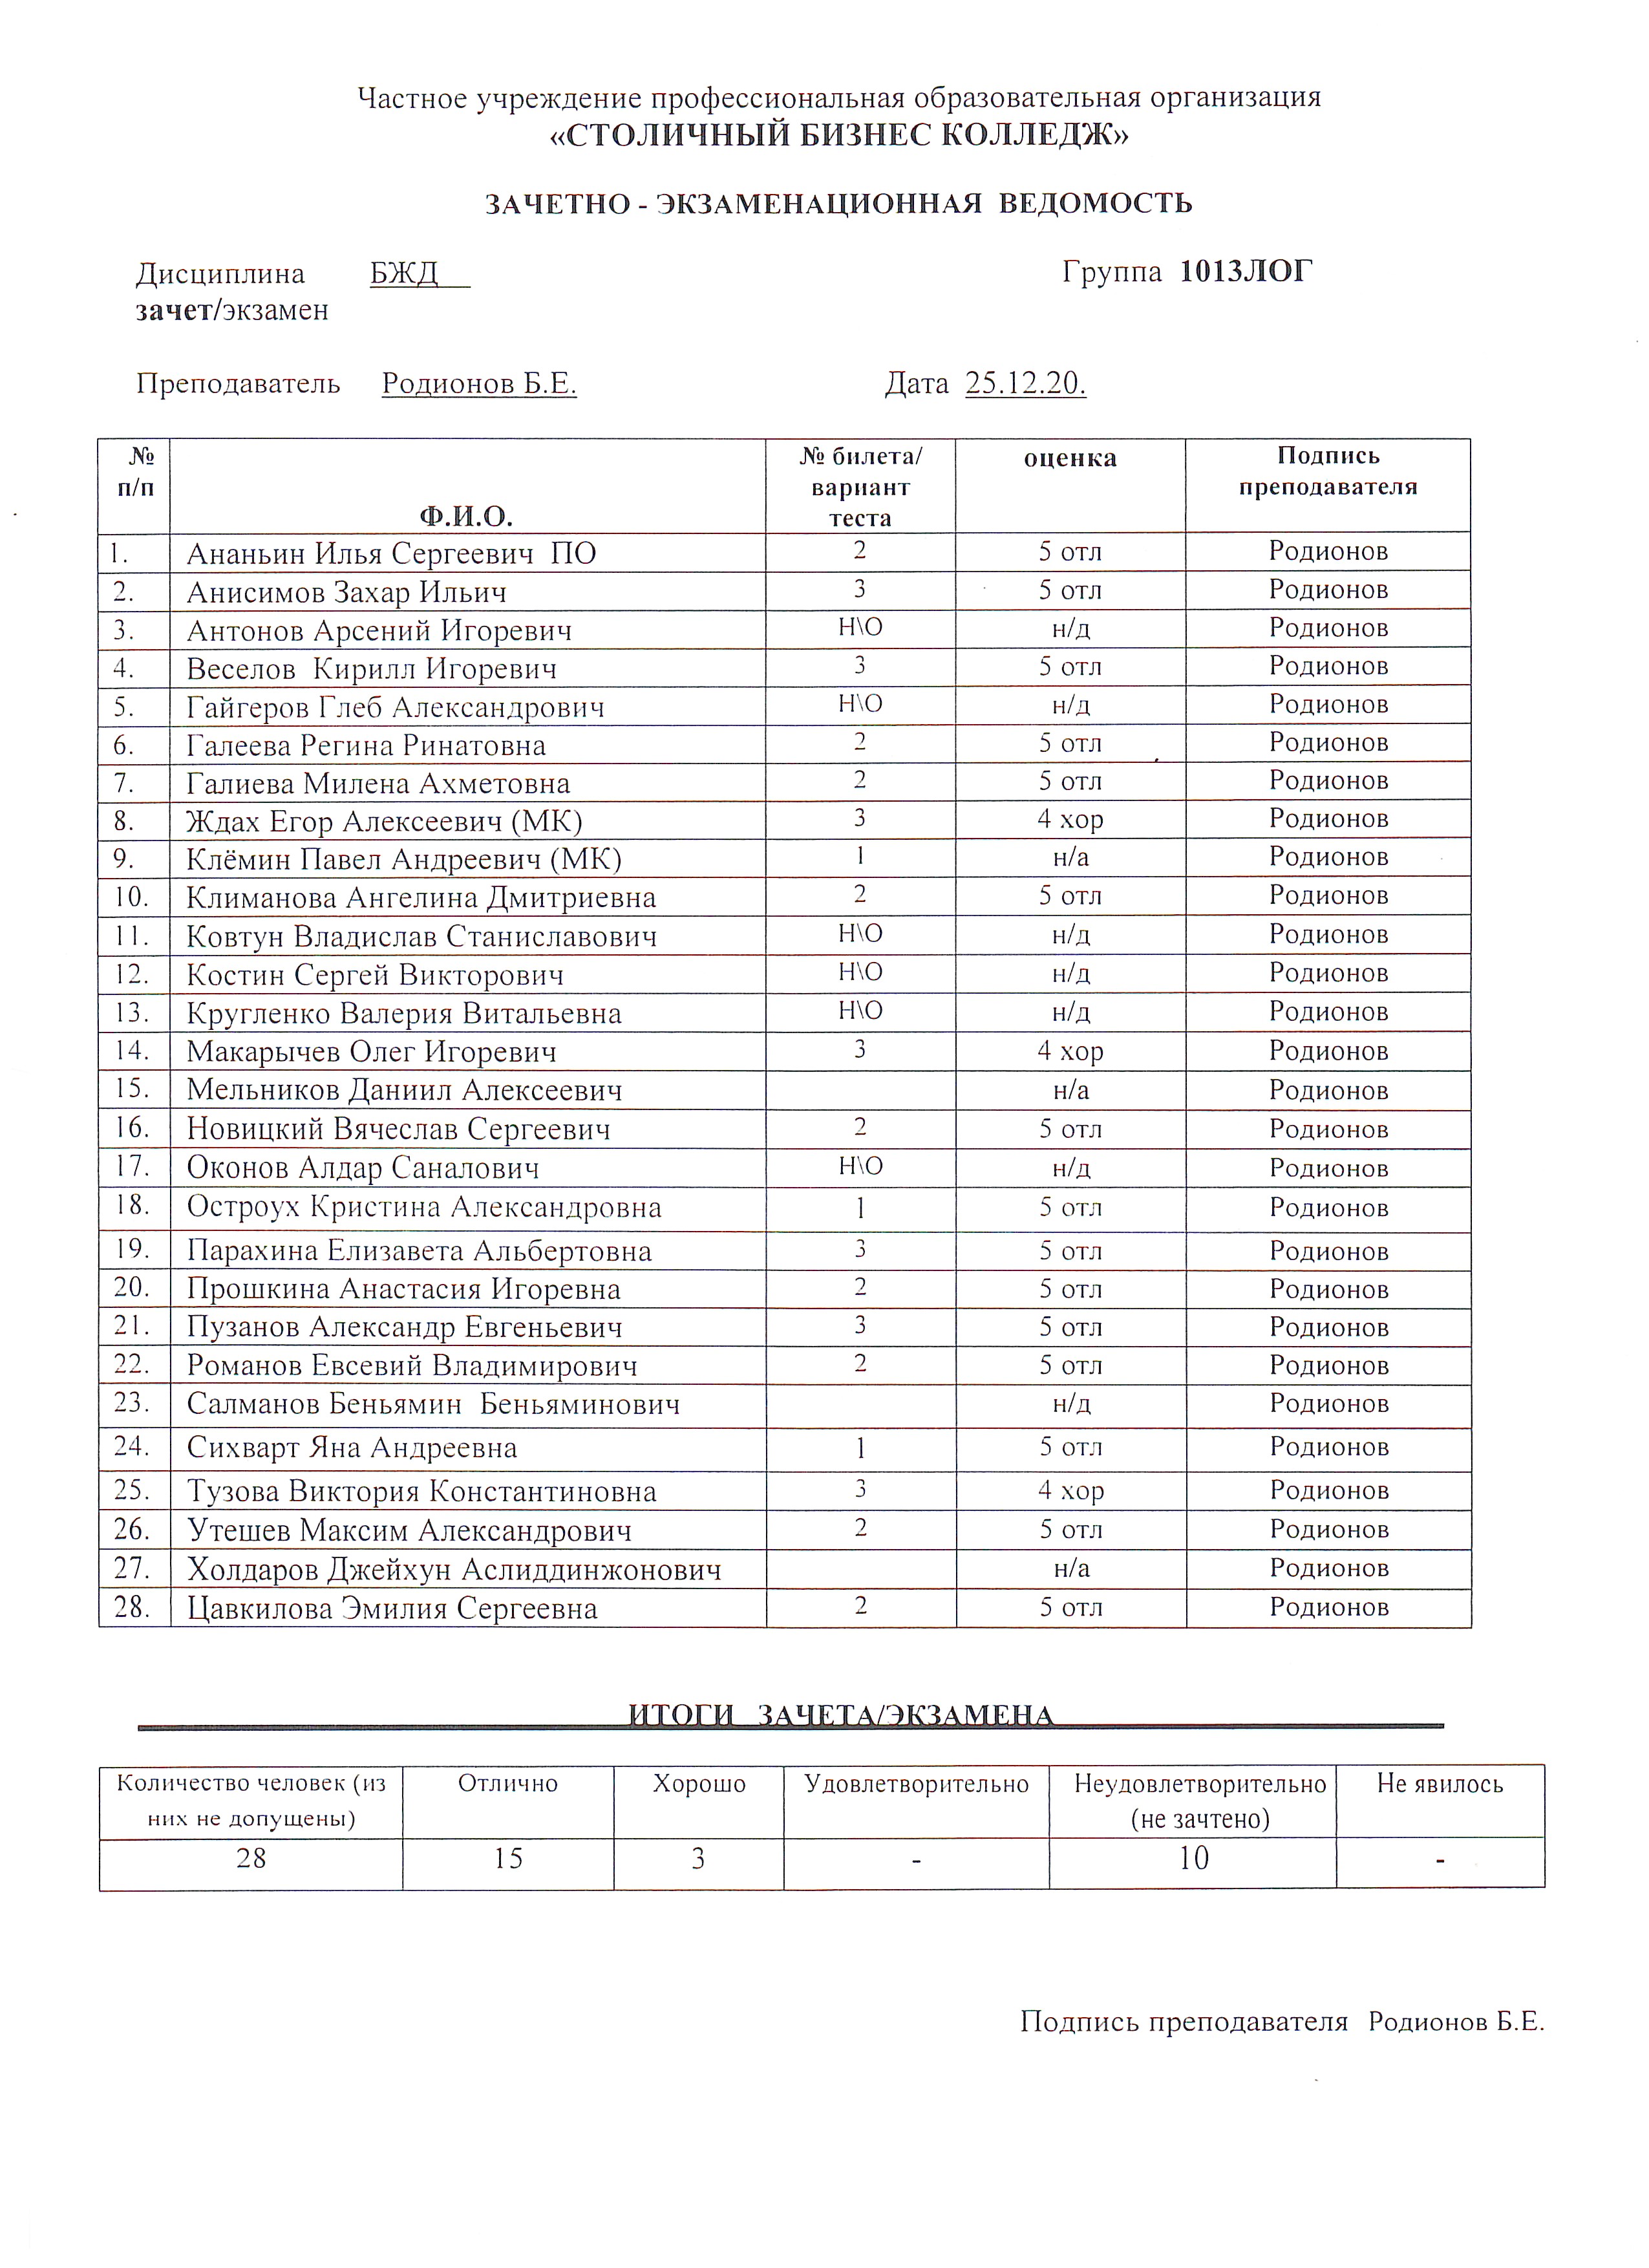 Частное учреждение профессиональная образовательная организация
«СТОЛИЧНЫЙ БИЗНЕС КОЛЛЕДЖ»
ЗАЧЕТНО - ЭКЗАМЕНАЦИОННАЯ ВЕДОМОСТЬ
Дисциплина БЖД Группа 1013ЛОГ
зачет/экзамен
Преподаватель Родионов Б.Е. Дата 25.12.20.
№ п/п Ф.И.О. № билета/ вариант теста оценка Подпись преподавателя
1. Ананьин Илья Сергеевич ПО 2 5 отл Родионов
2. Анисимов Захар Ильич 3 5 отл Родионов
3. Антонов Арсений Игоревич Н\О н/д Родионов
4. Веселов Кирилл Игоревич 3 5 отл Родионов
5. Гайгеров Глеб Александрович Н\О н/д Родионов
6. Галеева Регина Ринатовна 2 5 отл Родионов
7. Галиева Милена Ахметовна 2 5 отл Родионов
8. Ждах Егор Алексеевич (МК) 3 4 хор Родионов
9. Клёмин Павел Андреевич (МК) 1 н/а Родионов
10. Климанова Ангелина Дмитриевна 2 5 отл Родионов
11. Ковтун Владислав Станиславович Н\О н/д Родионов
12. Костин Сергей Викторович Н\О н/д Родионов
13. Кругленко Валерия Витальевна Н\О н/д Родионов
14. Макарычев Олег Игоревич 3 4 хор Родионов
15. Мельников Даниил Алексеевич н/а Родионов
16. Новицкий Вячеслав Сергеевич 2 5 отл Родионов
17. Оконов Алдар Саналович Н\О н/д Родионов
18. Остроух Кристина Александровна 1 5 отл Родионов
19. Парахина Елизавета Альбертовна 3 5 отл Родионов
20. Прошкина Анастасия Игоревна 2 5 отл Родионов
21. Пузанов Александр Евгеньевич 3 5 отл Родионов
22. Романов Евсевий Владимирович 2 5 отл Родионов
23. Салманов Беньямин Беньяминович н/д Родионов
24. Сихварт Яна Андреевна 1 5 отл Родионов
25. Тузова Виктория Константиновна 3 4 хор Родионов
26. Утешев Максим Александрович 2 5 отл Родионов
27. Холдаров Джейхун Аслиддинжонович н/а Родионов
28. Цавкилова Эмилия Сергеевна 2 5 отл Родионов
ИТОГИ ЗАЧЕТА/ЭКЗАМЕНА
Количество человек (из них не допущены) Отлично Хорошо Удовлетворительно Неудовлетворительно (не зачтено) Не явилось
28 15 3 - 10 -
Подпись преподавателя Родионов Б.Е.